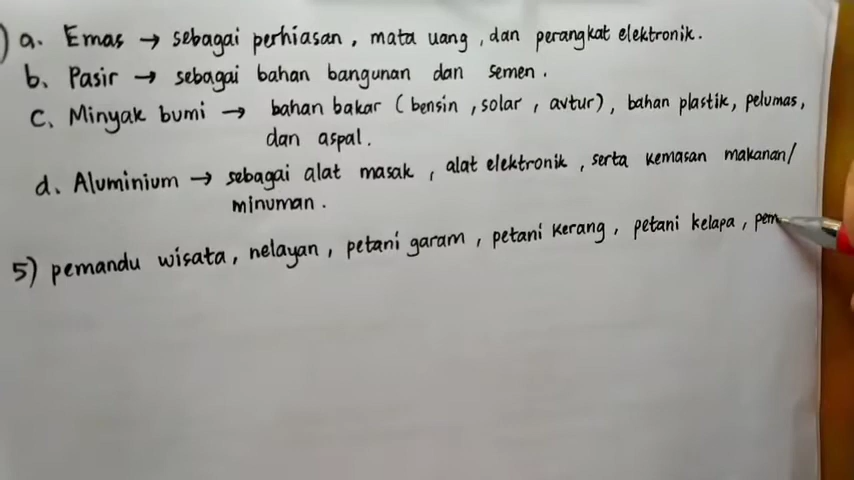 ) a. Emas → sebagai perhiasan, mata uang, dan perangkat elektronik.
b. Pasir → sebagai bahan bangunan dan semen.
c. Minyak bumi → bahan bakar (bensin, solar, avtur), bahan plastik, pelumas,
dan aspal.
d. Aluminium → sebagai alat masak, alat elektronik, serta kemasan makanan/
minuman.
5) pemandu wisata, nelayan, petani garam, petani kerang, petani kelapa, pem